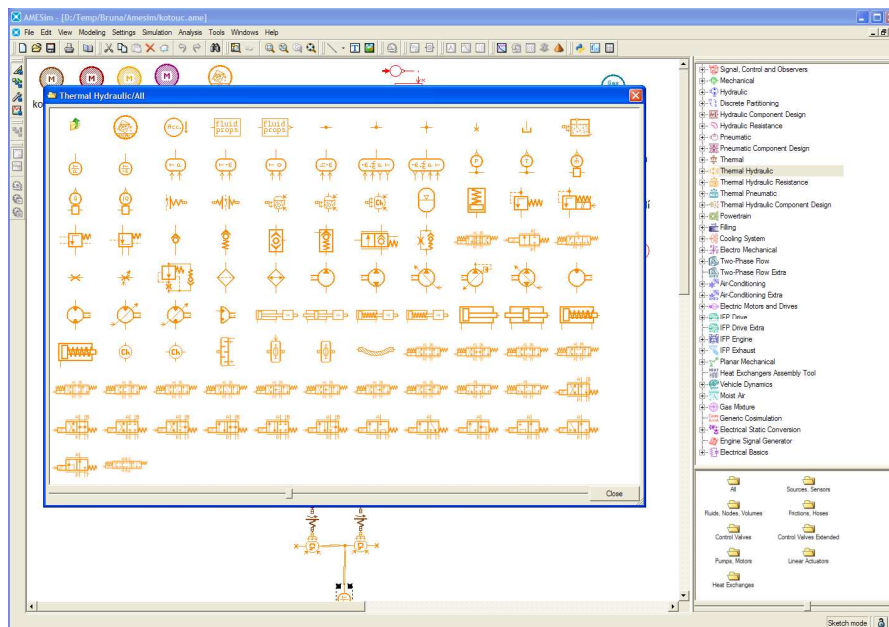 AMESim - [D:/Temp/Bruna/Amesim/kotouc.ame]
File Edit View Modeling Settings Simulation Analysis Tools Windows Help
M M M M
Gas
ko
Thermal Hydraulic/All
Acc.!
fluid props
fluid props
P
T
Q
Ch
Ch
Close
Signal, Control and Observers
Mechanical
Hydraulic
Discrete Partitioning
Hydraulic Component Design
Hydraulic Resistance
Pneumatic
Pneumatic Component Design
Thermal
Thermal Hydraulic
Thermal Hydraulic Resistance
Thermal Pneumatic
Thermal Hydraulic Component Design
Powertrain
Filling
Cooling System
Electro Mechanical
Two-Phase Flow
Two-Phase Flow Extra
Air-Conditioning
Air-Conditioning Extra
Electric Motors and Drives
IFP Drive
IFP Drive Extra
IFP Engine
IFP Exhaust
Planar Mechanical
Heat Exchangers Assembly Tool
Vehicle Dynamics
Moist Air
Gas Mixture
Generic Cosimulation
Electrical Static Conversion
Engine Signal Generator
Electrical Basics
All
Sources, Sensors
Fluids, Nodes, Volumes
Frictions, Hoses
Control Valves
Control Valves Extended
Pumps, Motors
Linear Actuators
Heat Exchanges
Sketch mode